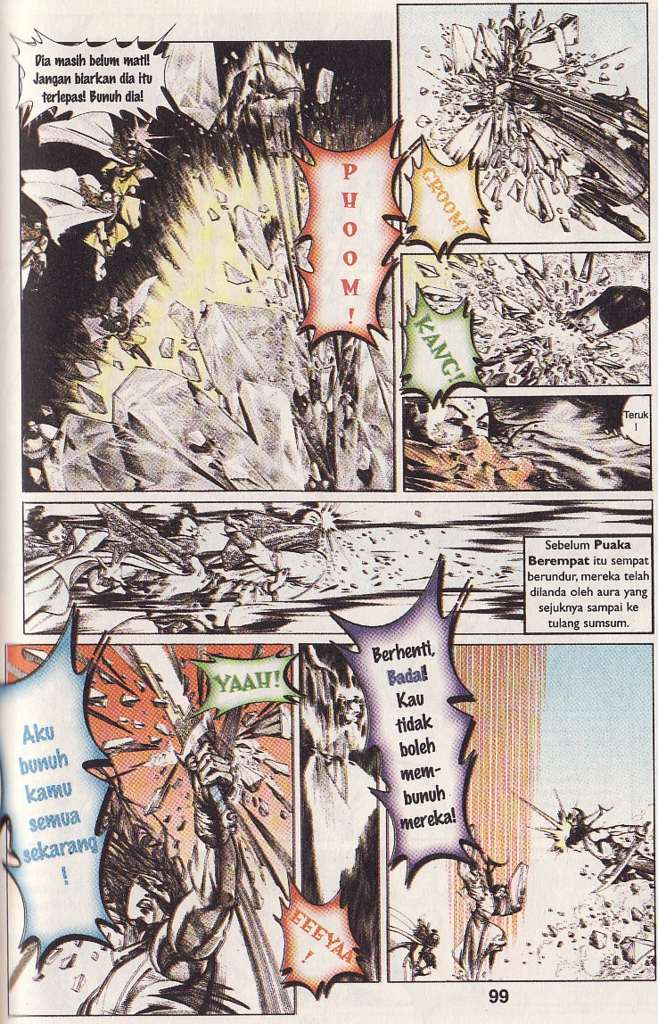 Dia masih belum mati!
Jangan biarkan dia itu
terlepas! Bunuh dia!
PHOOM!
CROOM!
KANG!
Teruk
!
Sebelum Puaka
Berempat itu sempat
berundur, mereka telah
dilanda oleh aura yang
sejuknya sampai ke
tulang sumsum.
YAAH!
Aku
bunuh
kamu
semua
sekarang
!
EEEYAA
!
Berhenti,
Bada!
Kau
tidak
boleh
mem-
bunuh
mereka!
99